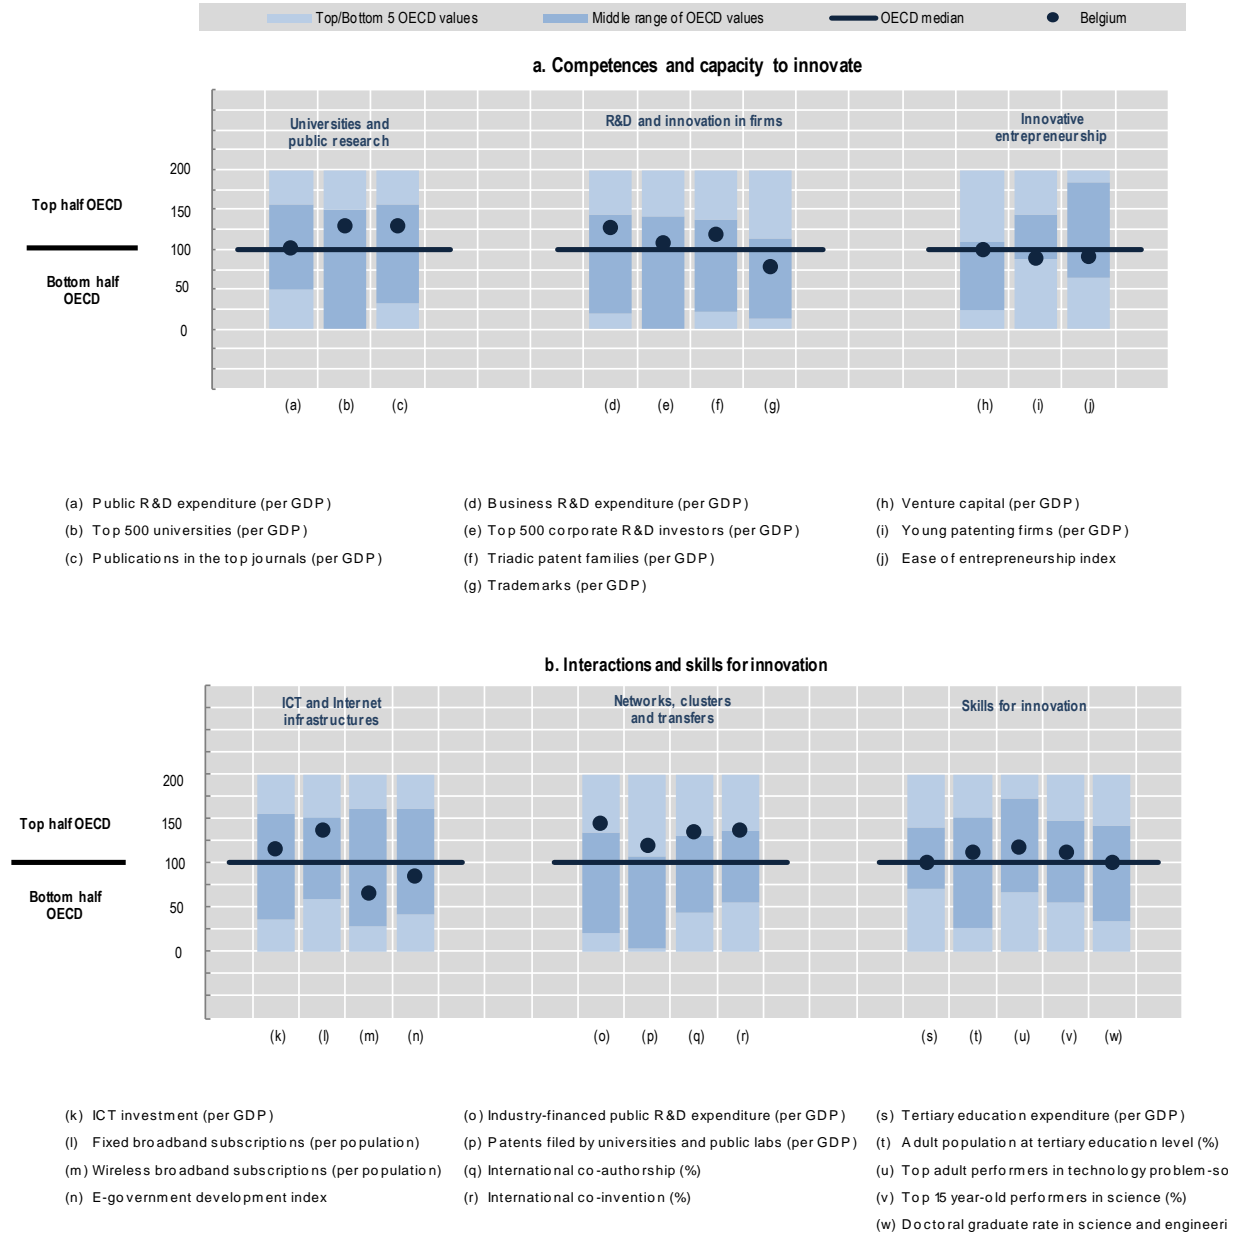 Top/Bottom 5 OECD values Middle range of OECD values OECD median Belgium
a. Competences and capacity to innovate
Universities and
public research
R&D and innovation in firms
Innovative
entrepreneurship
200
Top half OECD
150
100
Bottom half
OECD
50
0
(a) (b) (c) (d) (e) (f) (g) (h) (i) (j)
(a) Public R&D expenditure (per GDP)
(b) Top 500 universities (per GDP)
(c) Publications in the top journals (per GDP)
(d) Business R&D expenditure (per GDP)
(e) Top 500 corporate R&D investors (per GDP)
(f) Triadic patent families (per GDP)
(g) Trademarks (per GDP)
(h) Venture capital (per GDP)
(i) Young patenting firms (per GDP)
(j) Ease of entrepreneurship index
b. Interactions and skills for innovation
ICT and Internet
infrastructures
Networks, clusters
and transfers
Skills for innovation
200
Top half OECD
150
100
Bottom half
OECD
50
0
(k) (l) (m) (n) (o) (p) (q) (r) (s) (t) (u) (v) (w)
(k) ICT investment (per GDP)
(l) Fixed broadband subscriptions (per population)
(m) Wireless broadband subscriptions (per population)
(n) E-government development index
(o) Industry-financed public R&D expenditure (per GDP)
(p) Patents filed by universities and public labs (per GDP)
(q) International co-authorship (%)
(r) International co-invention (%)
(s) Tertiary education expenditure (per GDP)
(t) Adult population at tertiary education level (%)
(u) Top adult performers in technology problem-so
(v) Top 15 year-old performers in science (%)
(w) Doctoral graduate rate in science and engineeri